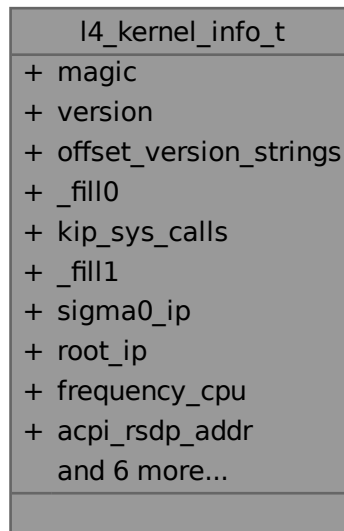 l4_kernel_info_t
+ magic
+ version
+ offset_version_strings
+ _fill0
+ kip_sys_calls
+ _fill1
+ sigma0_ip
+ root_ip
+ frequency_cpu
+ acpi_rsdp_addr
and 6 more...